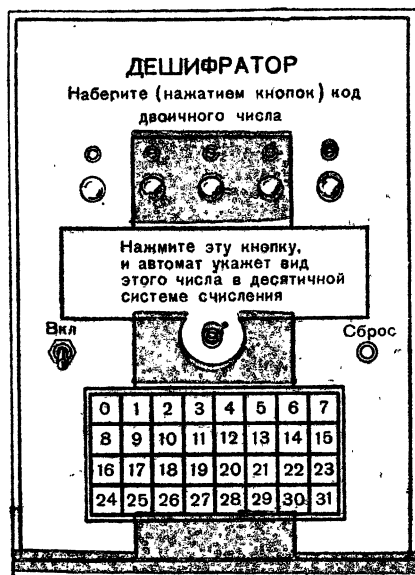 ДЕШИФРАТОР
Наберите (нажатием кнопок) код
двоичного числа
Нажмите эту кнопку,
и автомат укажет вид
этого числа в десятичной
системе счисления
Вкл
Сброс
0 1 2 3 4 5 6 7
8 9 10 11 12 13 14 15
16 17 18 19 20 21 22 23
24 25 26 27 28 29 30 31